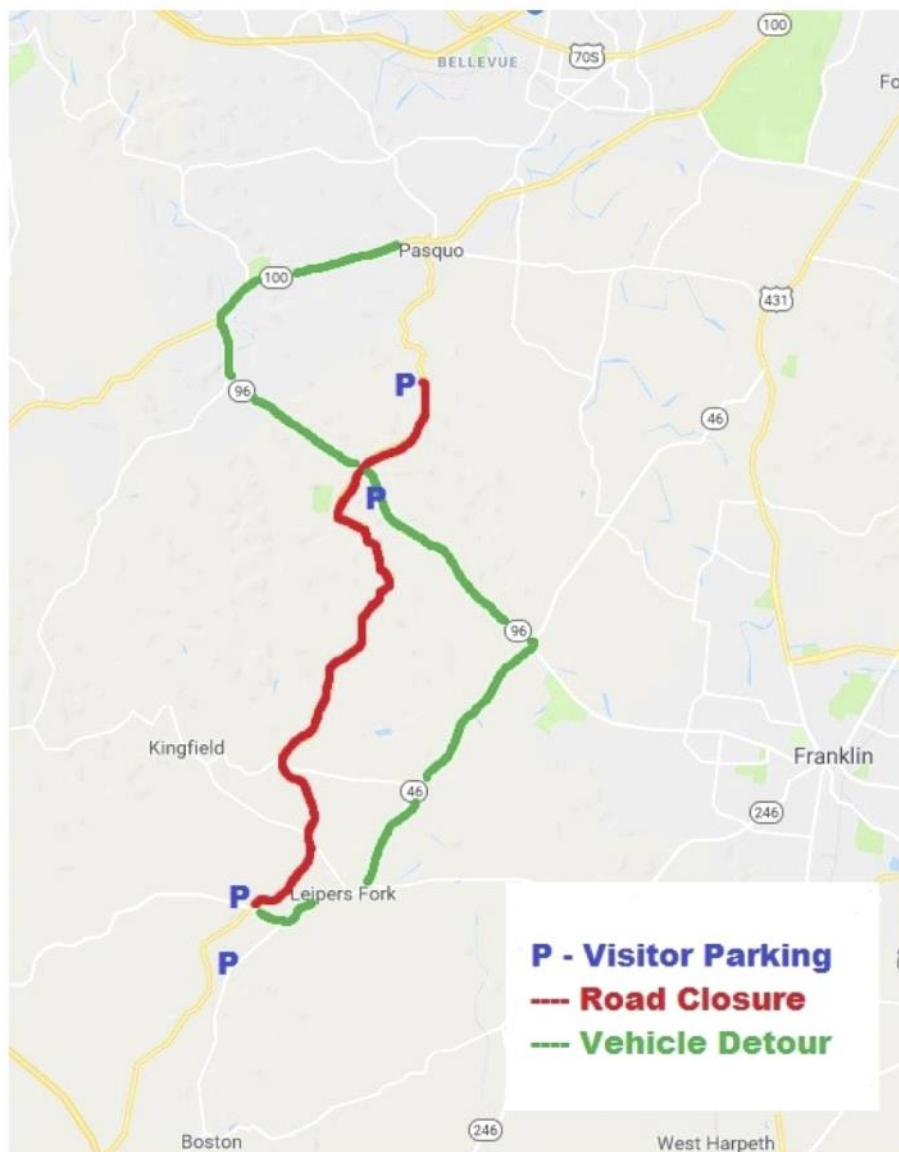 100
BELLEVUE
70S
Fo
Pasquo
100
431
P
96
46
P
96
Kingfield
Franklin
46
246
P
Leipers Fork
P
P - Visitor Parking
---- Road Closure
---- Vehicle Detour
246
Boston
West Harpeth